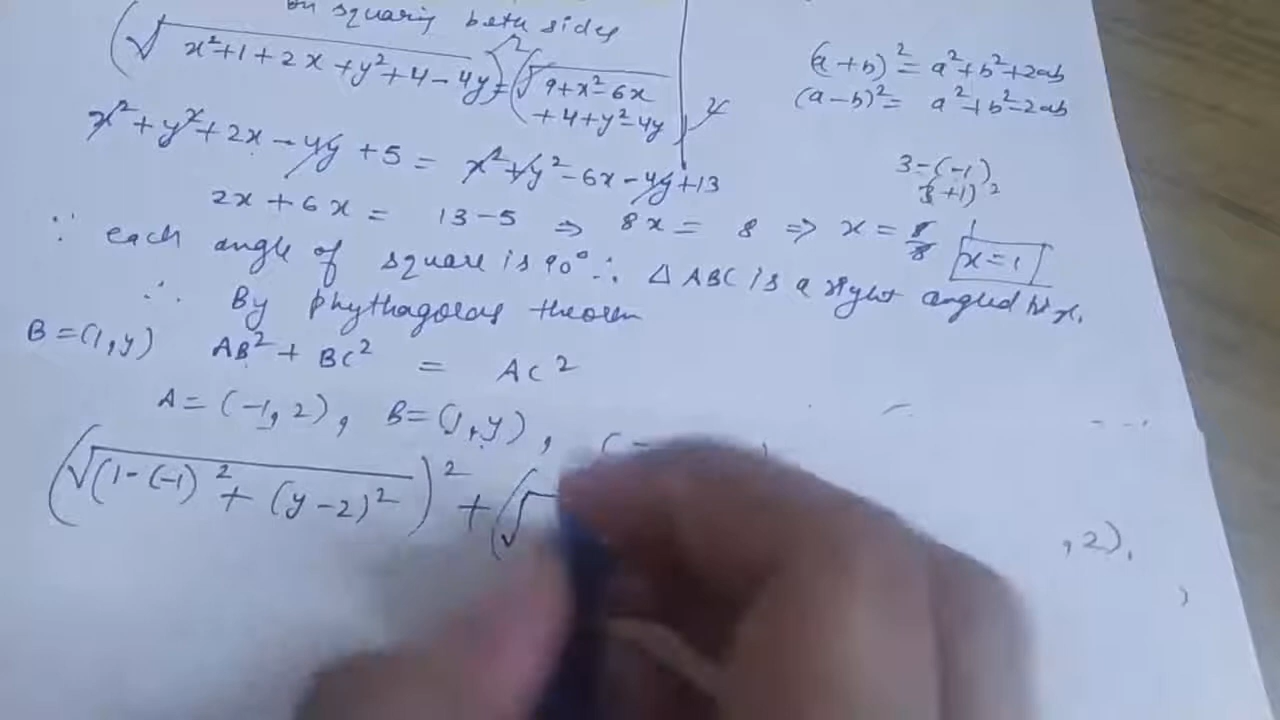 on squaring both sides
(√x²+1+2x+y²+4-4y)² = (√9+x²-6x
+4+y²-4y
x²+y²+2x-4y+5 = x²+y²-6x-4y+13
2x+6x = 13-5 ⇒ 8x = 8 ⇒ x = 8/8 1 x=1
∵ each angle of square is 90° ∴ △ABC is a right angled
∴ By Phythagoras theorem
B=(1,y) AB²+BC² = AC²
A=(-1,2), B=(1,y),
(√(1-(-1)²+(y-2)²)²+(√
(a+b)²=a²+b²+2ab
(a-b)²= a²+b²-2ab
3-(-1)
(3+1)²
,2),